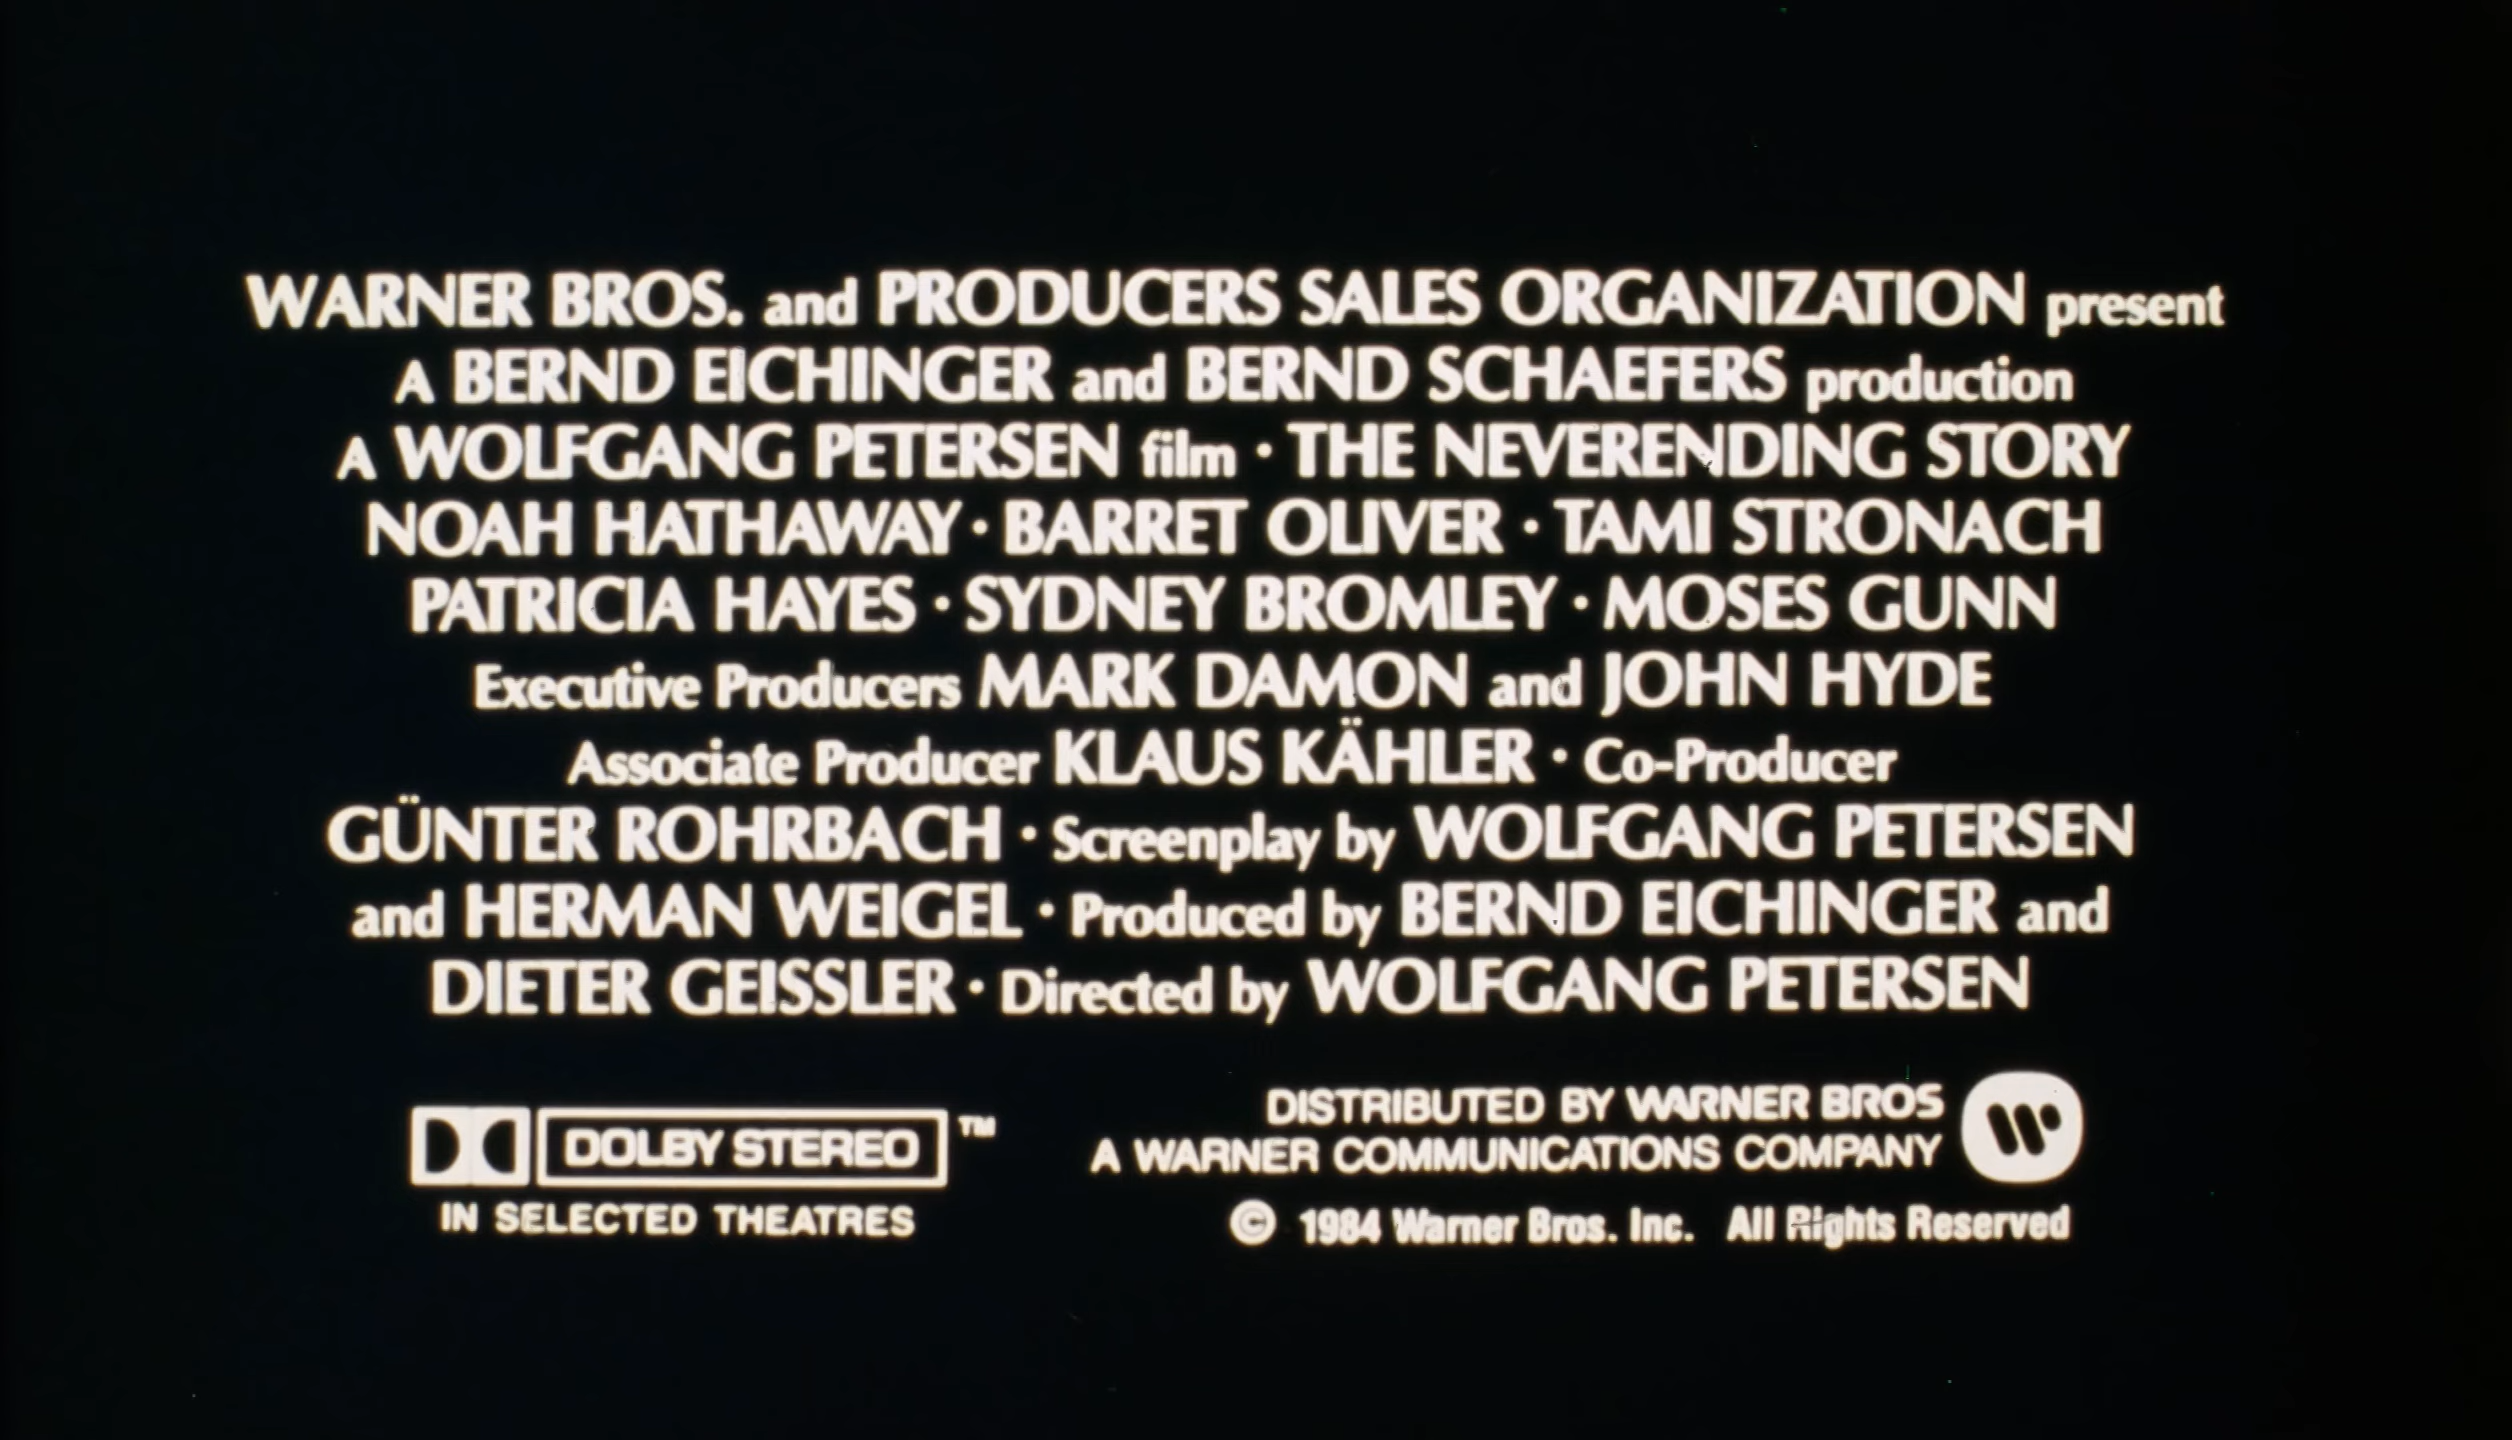 WARNER BROS. and PRODUCERS SALES ORGANIZATION present
A BERND EICHINGER and BERND SCHAEFERS production
A WOLFGANG PETERSEN film · THE NEVERENDING STORY
NOAH HATHAWAY · BARRET OLIVER · TAMI STRONACH
PATRICIA HAYES · SYDNEY BROMLEY · MOSES GUNN
Executive Producers MARK DAMON and JOHN HYDE
Associate Producer KLAUS KÄHLER · Co-Producer
GÜNTER ROHRBACH · Screenplay by WOLFGANG PETERSEN
and HERMAN WEIGEL · Produced by BERND EICHINGER and
DIETER GEISSLER · Directed by WOLFGANG PETERSEN
DOLBY STEREO ™
IN SELECTED THEATRES
DISTRIBUTED BY WARNER BROS
A WARNER COMMUNICATIONS COMPANY
© 1984 Warner Bros. Inc. All Rights Reserved